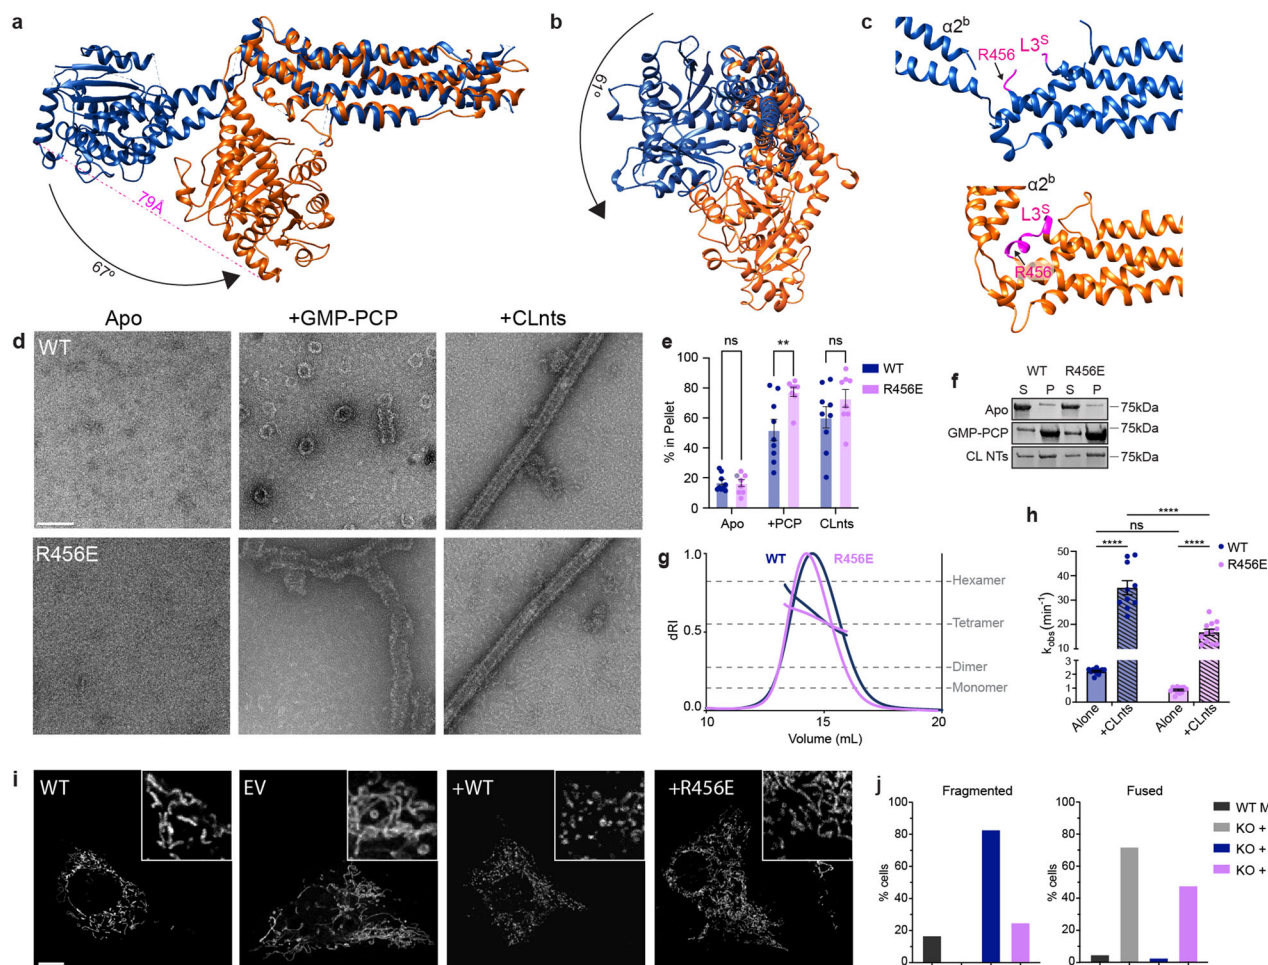 a
79Å
67º
b
61º
c
α2ᵇ
R456
L3ˢ
α2ᵇ
L3ˢ
R456
d
Apo
+GMP-PCP
+CLnts
WT
R456E
e
ns
**
ns
WT
R456E
% in Pellet
100
80
60
40
20
0
Apo
+PCP
CLnts
f
WT
R456E
S
P
S
P
Apo
75kDa
GMP-PCP
75kDa
CL NTs
75kDa
g
WT
R456E
dRI
1.0
0.5
0.0
Hexamer
Tetramer
Dimer
Monomer
10
15
20
Volume (mL)
h
****
ns
****
****
WT
R456E
kobs (min⁻¹)
50
40
30
20
10
3
2
1
0
Alone
+CLnts
Alone
+CLnts
i
WT
EV
+WT
+R456E
j
Fragmented
% cells
100
80
60
40
20
Fused
% cells
100
80
60
40
20
WT M
KO +
KO +
KO +